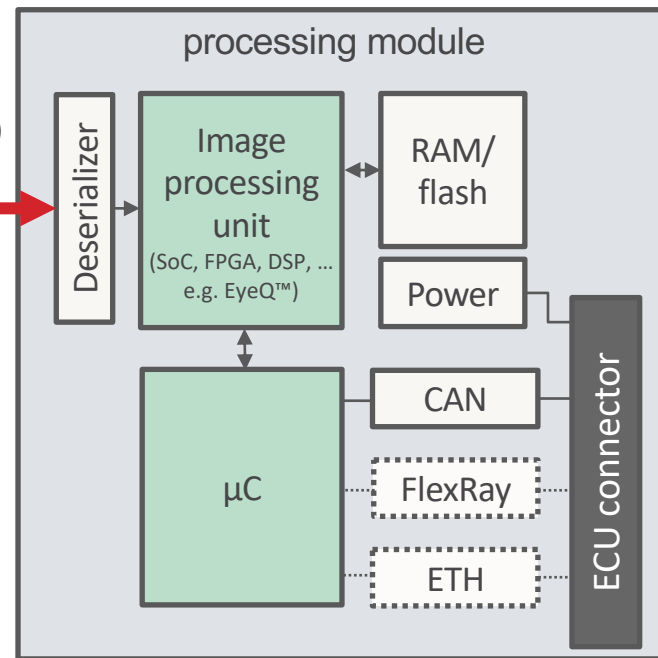 processing module
)
Deserializer
Image
processing
unit
(SoC, FPGA, DSP, ...
e.g. EyeQ™)
RAM/
flash
Power
µC
CAN
FlexRay
ETH
ECU connector